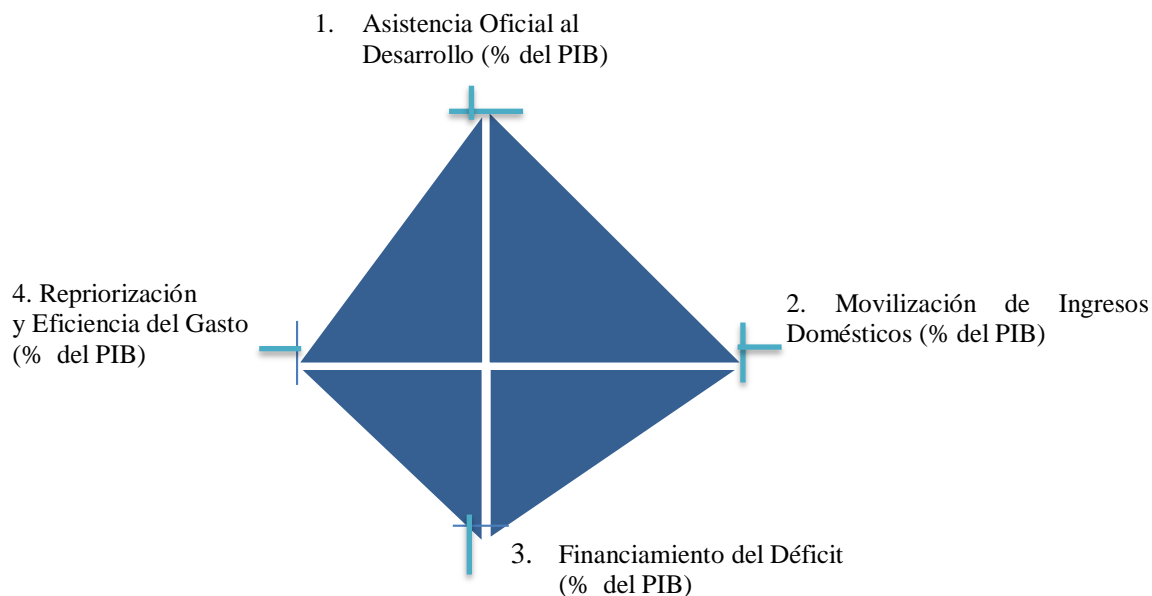 1. Asistencia Oficial al
Desarrollo (% del PIB)
4. Repriorización
y Eficiencia del Gasto
(% del PIB)
2. Movilización de Ingresos
Domésticos (% del PIB)
3. Financiamiento del Déficit
(% del PIB)